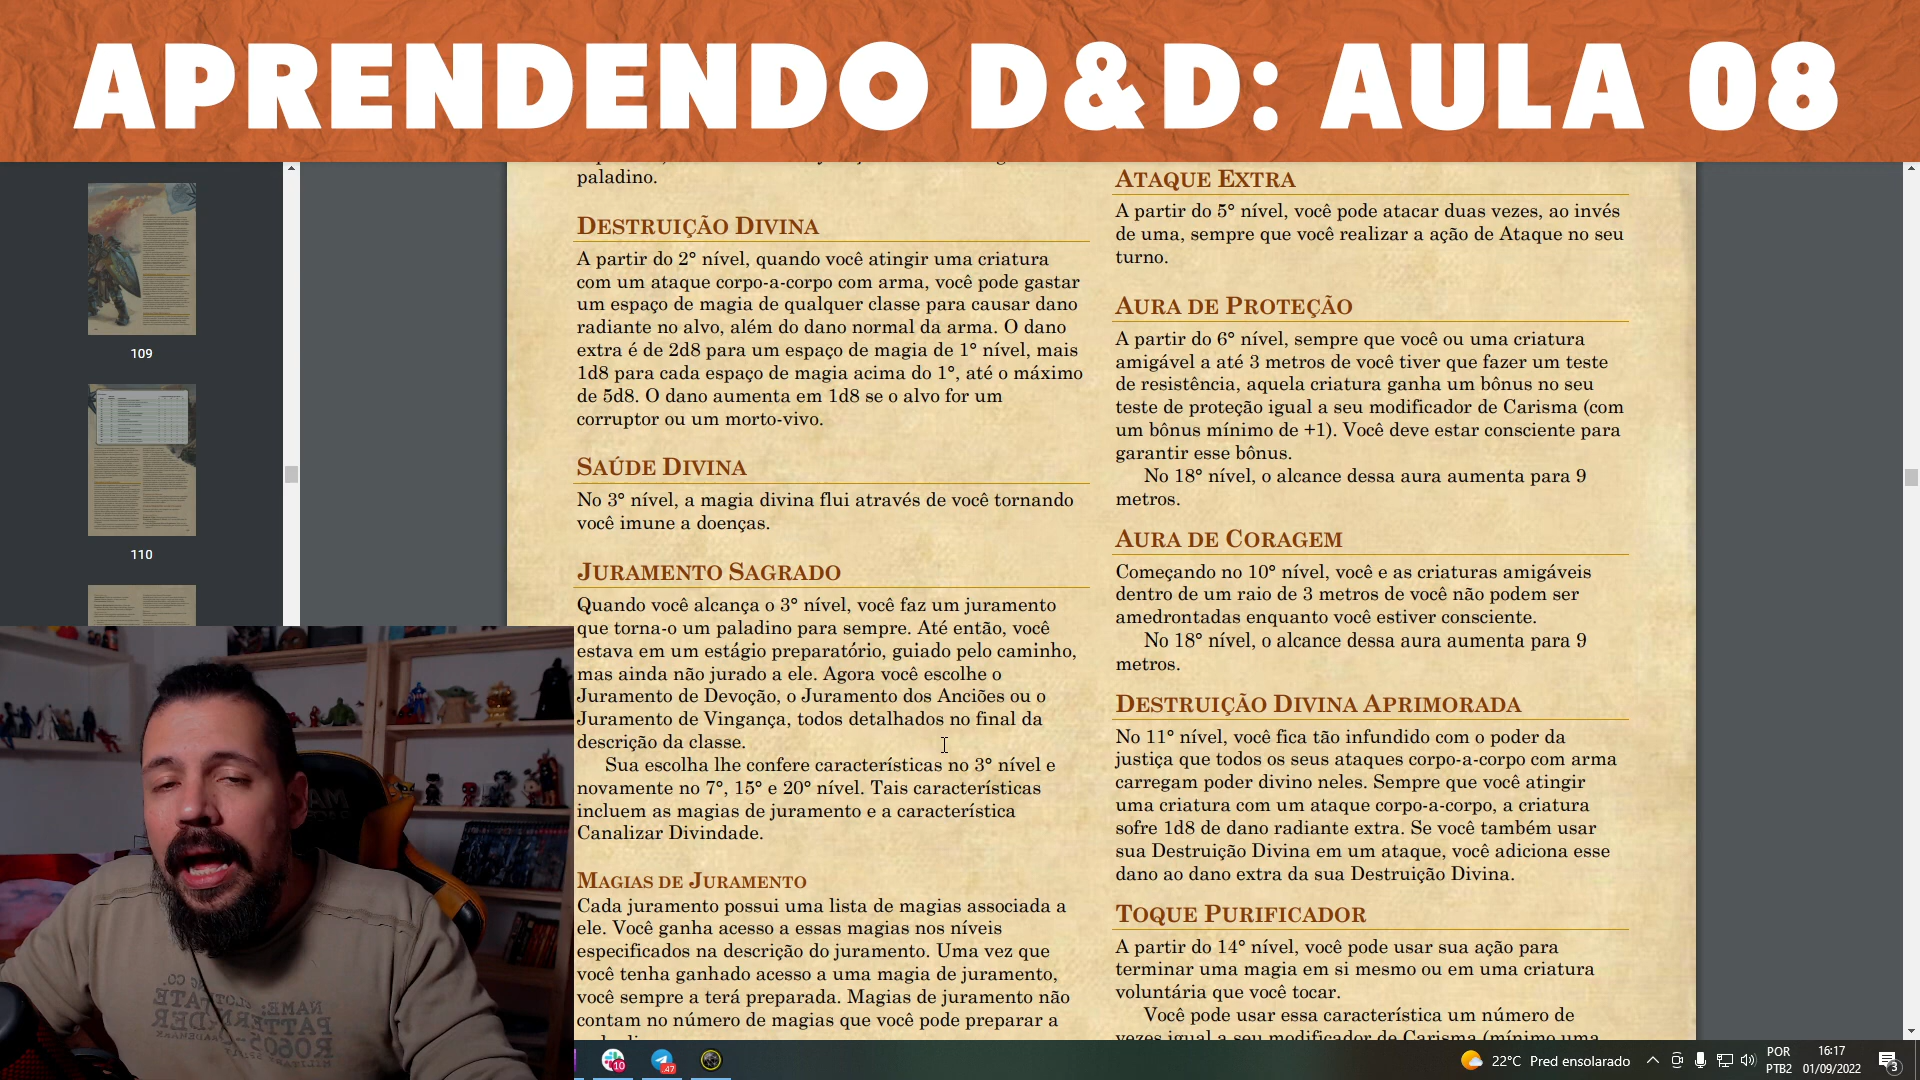 APRENDENDO D&D: AULA 08
109
110
paladino.
DESTRUIÇÃO DIVINA
A partir do 2° nível, quando você atingir uma criatura
com um ataque corpo-a-corpo com arma, você pode gastar
um espaço de magia de qualquer classe para causar dano
radiante no alvo, além do dano normal da arma. O dano
extra é de 2d8 para um espaço de magia de 1° nível, mais
1d8 para cada espaço de magia acima do 1°, até o máximo
de 5d8. O dano aumenta em 1d8 se o alvo for um
corruptor ou um morto-vivo.
SAÚDE DIVINA
No 3° nível, a magia divina flui através de você tornando
você imune a doenças.
JURAMENTO SAGRADO
Quando você alcança o 3° nível, você faz um juramento
que torna-o um paladino para sempre. Até então, você
estava em um estágio preparatório, guiado pelo caminho,
mas ainda não jurado a ele. Agora você escolhe o
Juramento de Devoção, o Juramento dos Anciões ou o
Juramento de Vingança, todos detalhados no final da
descrição da classe.
Sua escolha lhe confere características no 3° nível e
novamente no 7°, 15° e 20° nível. Tais características
incluem as magias de juramento e a característica
Canalizar Divindade.
MAGIAS DE JURAMENTO
Cada juramento possui uma lista de magias associada a
ele. Você ganha acesso a essas magias nos níveis
especificados na descrição do juramento. Uma vez que
você tenha ganhado acesso a uma magia de juramento,
você sempre a terá preparada. Magias de juramento não
contam no número de magias que você pode preparar a
ATAQUE EXTRA
A partir do 5° nível, você pode atacar duas vezes, ao invés
de uma, sempre que você realizar a ação de Ataque no seu
turno.
AURA DE PROTEÇÃO
A partir do 6° nível, sempre que você ou uma criatura
amigável a até 3 metros de você tiver que fazer um teste
de resistência, aquela criatura ganha um bônus no seu
teste de proteção igual a seu modificador de Carisma (com
um bônus mínimo de +1). Você deve estar consciente para
garantir esse bônus.
No 18° nível, o alcance dessa aura aumenta para 9
metros.
AURA DE CORAGEM
Começando no 10° nível, você e as criaturas amigáveis
dentro de um raio de 3 metros de você não podem ser
amedrontadas enquanto você estiver consciente.
No 18° nível, o alcance dessa aura aumenta para 9
metros.
DESTRUIÇÃO DIVINA APRIMORADA
No 11° nível, você fica tão infundido com o poder da
justiça que todos os seus ataques corpo-a-corpo com arma
carregam poder divino neles. Sempre que você atingir
uma criatura com um ataque corpo-a-corpo, a criatura
sofre 1d8 de dano radiante extra. Se você também usar
sua Destruição Divina em um ataque, você adiciona esse
dano ao dano extra da sua Destruição Divina.
TOQUE PURIFICADOR
A partir do 14° nível, você pode usar sua ação para
terminar uma magia em si mesmo ou em uma criatura
voluntária que você tocar.
Você pode usar essa característica um número de
vezes igual a seu modificador de Carisma (mínimo uma
10
47
22°C Pred ensolarado
POR
PTB2
16:17
01/09/2022
3